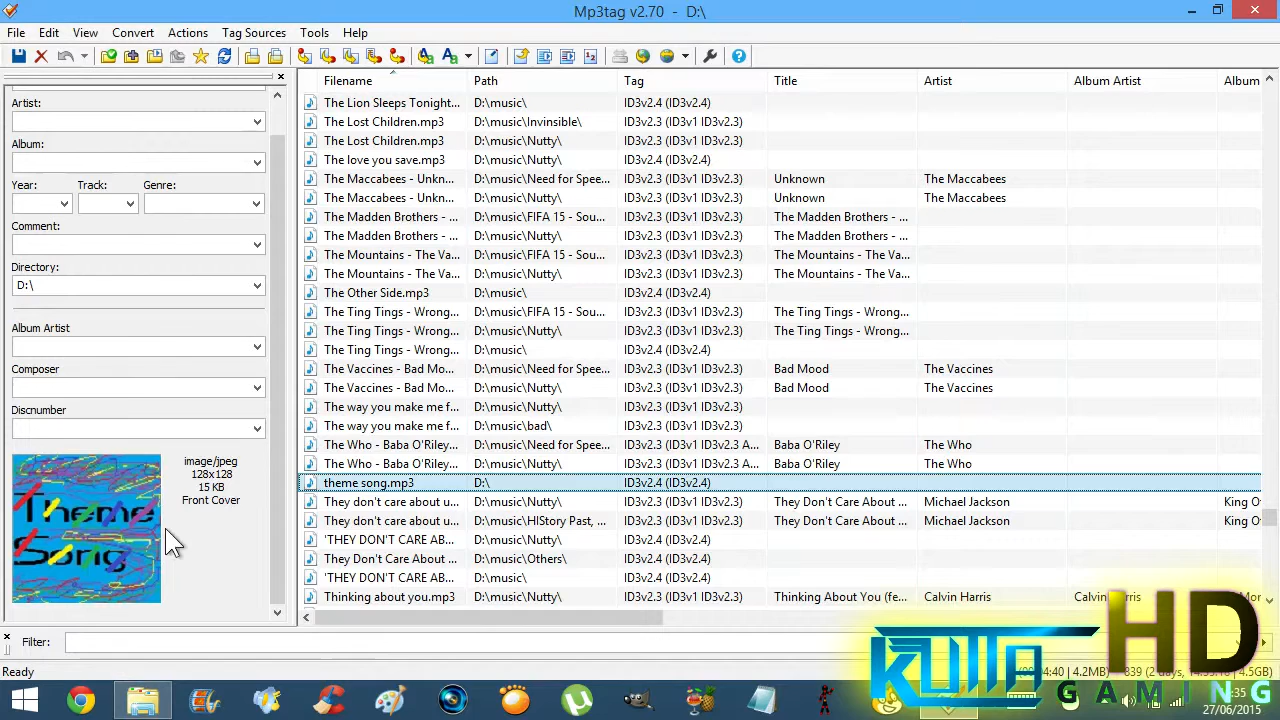 Mp3tag v2.70 - D:\
File Edit View Convert Actions Tag Sources Tools Help
Filename Path Tag Title Artist Album Artist Album
Artist:
Album:
Year: Track: Genre:
Comment:
Directory:
D:\
Album Artist
Composer
Discnumber
Theme
Song
image/jpeg
128x128
15 KB
Front Cover
The Lion Sleeps Tonight... D:\music\ ID3v2.4 (ID3v2.4)
The Lost Children.mp3 D:\music\Invinsible\ ID3v2.3 (ID3v1 ID3v2.3)
The Lost Children.mp3 D:\music\Nutty\ ID3v2.3 (ID3v1 ID3v2.3)
The love you save.mp3 D:\music\Nutty\ ID3v2.4 (ID3v2.4)
The Maccabees - Unkn... D:\music\Need for Spee... ID3v2.3 (ID3v1 ID3v2.3) Unknown The Maccabees
The Maccabees - Unkn... D:\music\Nutty\ ID3v2.3 (ID3v1 ID3v2.3) Unknown The Maccabees
The Madden Brothers - ... D:\music\FIFA 15 - Sou... ID3v2.3 (ID3v1 ID3v2.3) The Madden Brothers - ...
The Madden Brothers - ... D:\music\Nutty\ ID3v2.3 (ID3v1 ID3v2.3) The Madden Brothers - ...
The Mountains - The Va... D:\music\FIFA 15 - Sou... ID3v2.3 (ID3v1 ID3v2.3) The Mountains - The V...
The Mountains - The Va... D:\music\Nutty\ ID3v2.3 (ID3v1 ID3v2.3) The Mountains - The V...
The Other Side.mp3 D:\music\ ID3v2.4 (ID3v2.4)
The Ting Tings - Wrong... D:\music\FIFA 15 - Sou... ID3v2.3 (ID3v1 ID3v2.3) The Ting Tings - Wrong...
The Ting Tings - Wrong... D:\music\Nutty\ ID3v2.3 (ID3v1 ID3v2.3) The Ting Tings - Wrong...
The Ting Tings - Wrong... D:\music\ ID3v2.4 (ID3v2.4)
The Vaccines - Bad Mo... D:\music\Need for Spee... ID3v2.3 (ID3v1 ID3v2.3) Bad Mood The Vaccines
The Vaccines - Bad Mo... D:\music\Nutty\ ID3v2.3 (ID3v1 ID3v2.3) Bad Mood The Vaccines
The way you make me f... D:\music\Nutty\ ID3v2.3 (ID3v1 ID3v2.3)
The way you make me f... D:\music\bad\ ID3v2.3 (ID3v1 ID3v2.3)
The Who - Baba O'Riley... D:\music\Need for Spee... ID3v2.3 (ID3v1 ID3v2.3 A... Baba O'Riley The Who
The Who - Baba O'Riley... D:\music\Nutty\ ID3v2.3 (ID3v1 ID3v2.3 A... Baba O'Riley The Who
theme song.mp3 D:\ ID3v2.4 (ID3v2.4)
They don't care about u... D:\music\Nutty\ ID3v2.3 (ID3v1 ID3v2.3) They Don't Care About ... Michael Jackson King O
They don't care about u... D:\music\HIStory Past, ... ID3v2.3 (ID3v1 ID3v2.3) They Don't Care About ... Michael Jackson King O
'THEY DON'T CARE AB... D:\music\Nutty\ ID3v2.4 (ID3v2.4)
They Don't Care About ... D:\music\Others\ ID3v2.3 (ID3v1 ID3v2.3)
'THEY DON'T CARE AB... D:\music\ ID3v2.4 (ID3v2.4)
Thinking about you.mp3 D:\music\Nutty\ ID3v2.3 (ID3v1 ID3v2.3) Thinking About You (fe... Calvin Harris Calvin Harris
Filter:
Ready
4.2MB) 4.5GB)
KUTTA HD
GAMING
27/06/2015